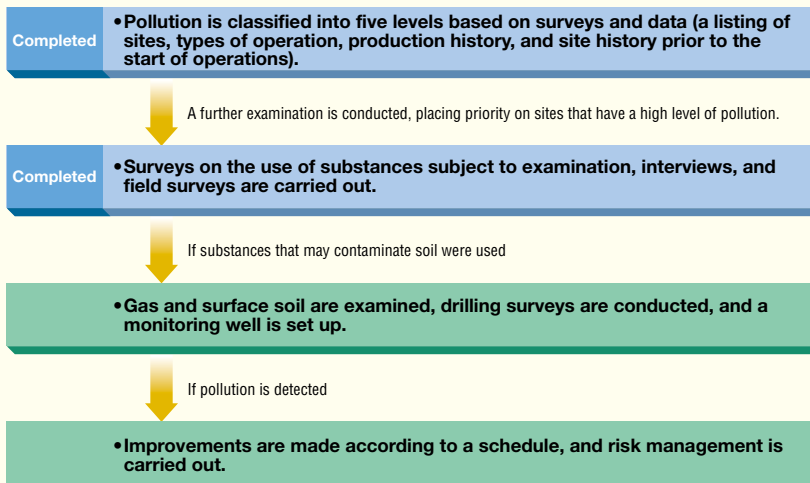 Completed
•Pollution is classified into five levels based on surveys and data (a listing of
sites, types of operation, production history, and site history prior to the
start of operations).
A further examination is conducted, placing priority on sites that have a high level of pollution.
Completed
•Surveys on the use of substances subject to examination, interviews, and
field surveys are carried out.
If substances that may contaminate soil were used
•Gas and surface soil are examined, drilling surveys are conducted, and a
monitoring well is set up.
If pollution is detected
•Improvements are made according to a schedule, and risk management is
carried out.